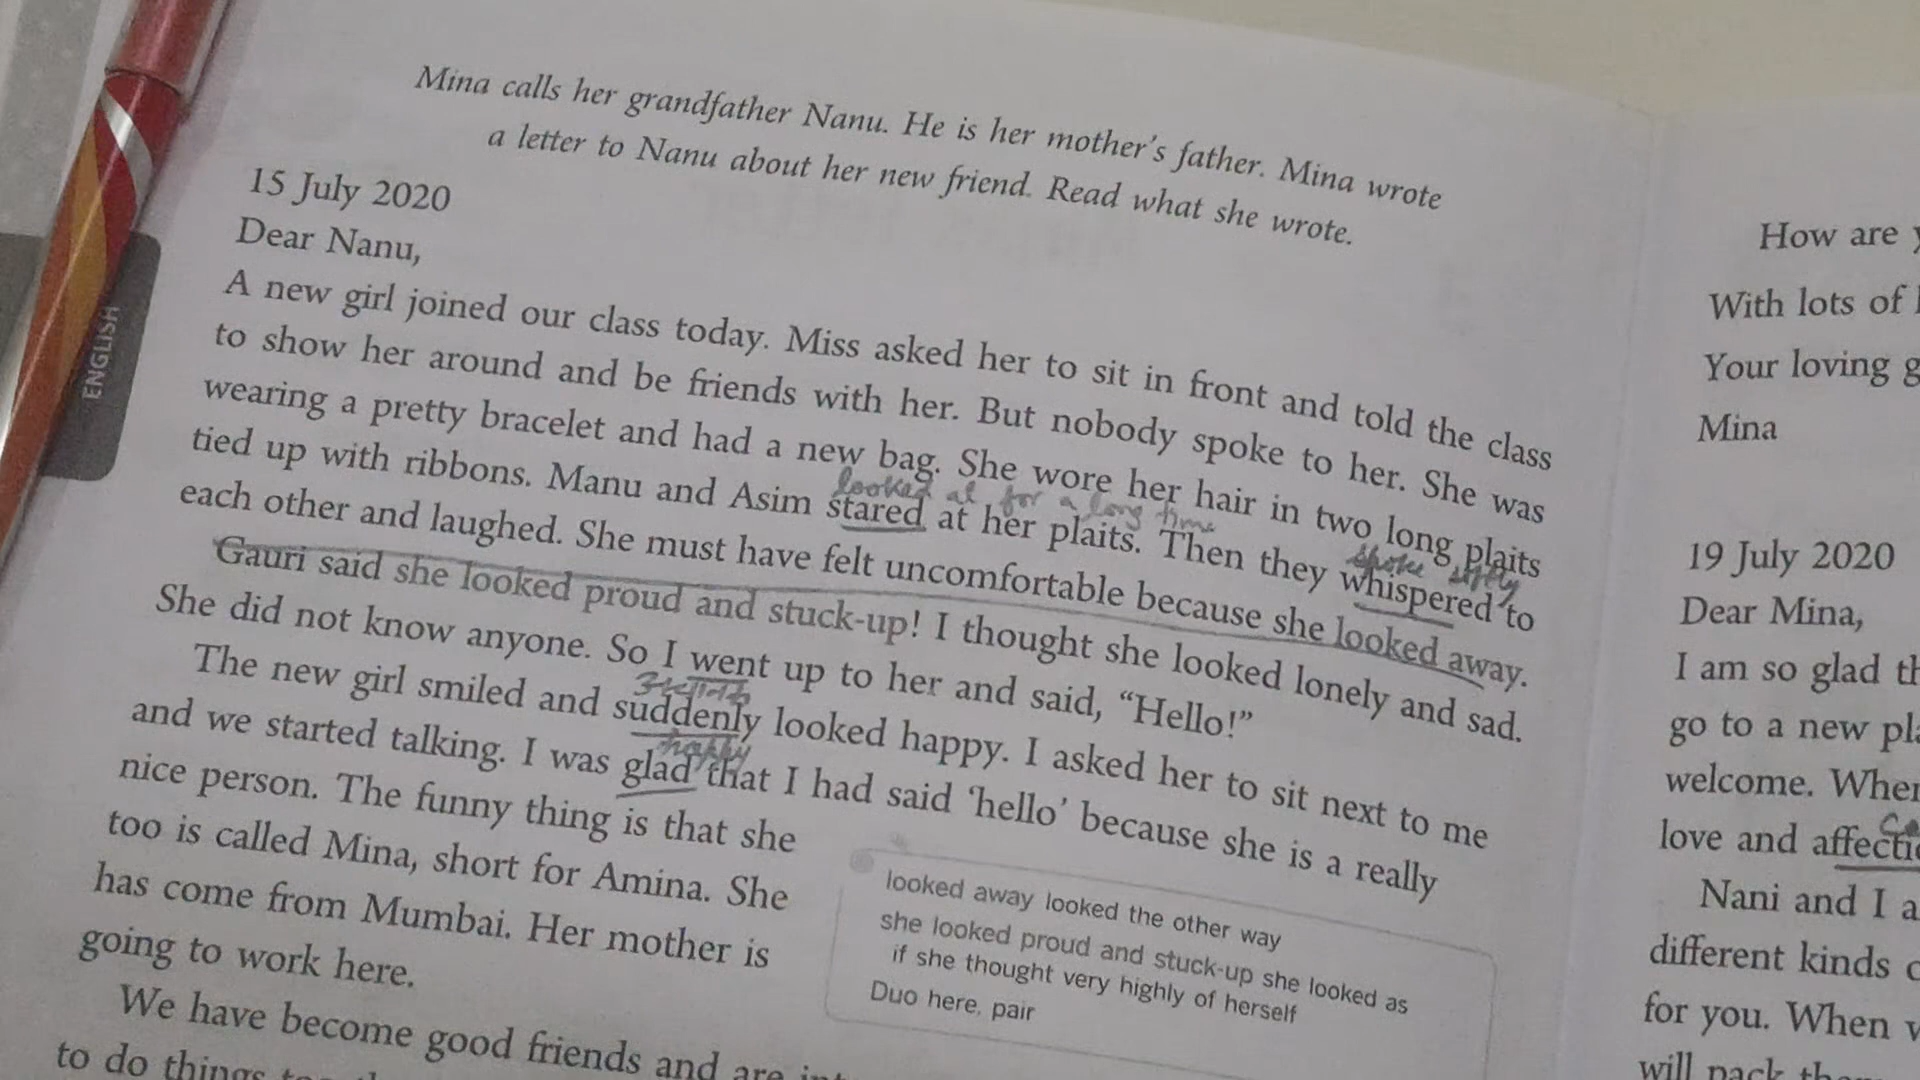 Mina calls her grandfather Nanu. He is her mother's father. Mina wrote
a letter to Nanu about her new friend. Read what she wrote.
15 July 2020
Dear Nanu,
A new girl joined our class today. Miss asked her to sit in front and told the class
to show her around and be friends with her. But nobody spoke to her. She was
wearing a pretty bracelet and had a new bag. She wore her hair in two long plaits
looked at for a long time
tied up with ribbons. Manu and Asim stared at her plaits. Then they whispered to
spoke softly
each other and laughed. She must have felt uncomfortable because she looked away.
Gauri said she looked proud and stuck-up! I thought she looked lonely and sad.
She did not know anyone. So I went up to her and said, “Hello!”
अचानक
The new girl smiled and suddenly looked happy. I asked her to sit next to me
happy
and we started talking. I was glad that I had said ‘hello’ because she is a really
nice person. The funny thing is that she
too is called Mina, short for Amina. She
has come from Mumbai. Her mother is
going to work here.
We have become good friends and are
to do things
looked away looked the other way
she looked proud and stuck-up she looked as
if she thought very highly of herself
Duo here, pair
ENGLISH
How are
With lots of
Your loving
Mina
19 July 2020
Dear Mina,
I am so glad
go to a new
welcome.
love and
Nani and I
different kinds
for you. When
will pack